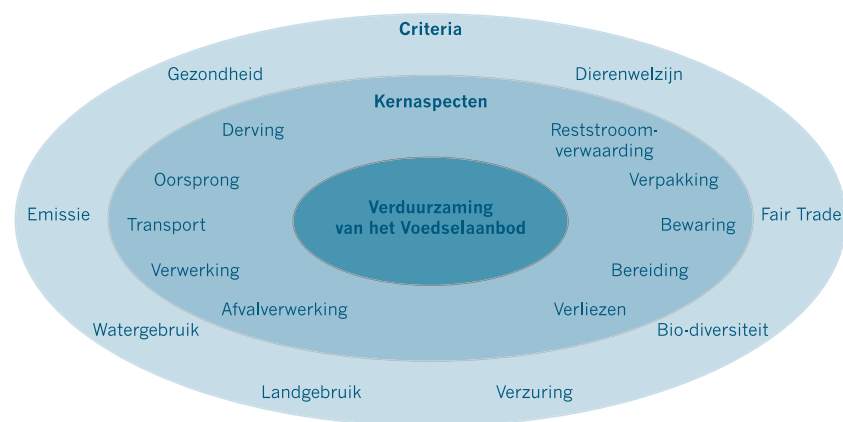 Criteria
Gezondheid
Dierenwelzijn
Kernaspecten
Derving
Reststrooom-
verwaarding
Oorsprong
Verpakking
Emissie
Transport
Verduurzaming
van het Voedselaanbod
Bewaring
Fair Trade
Verwerking
Bereiding
Afvalverwerking
Verliezen
Watergebruik
Bio-diversiteit
Landgebruik
Verzuring